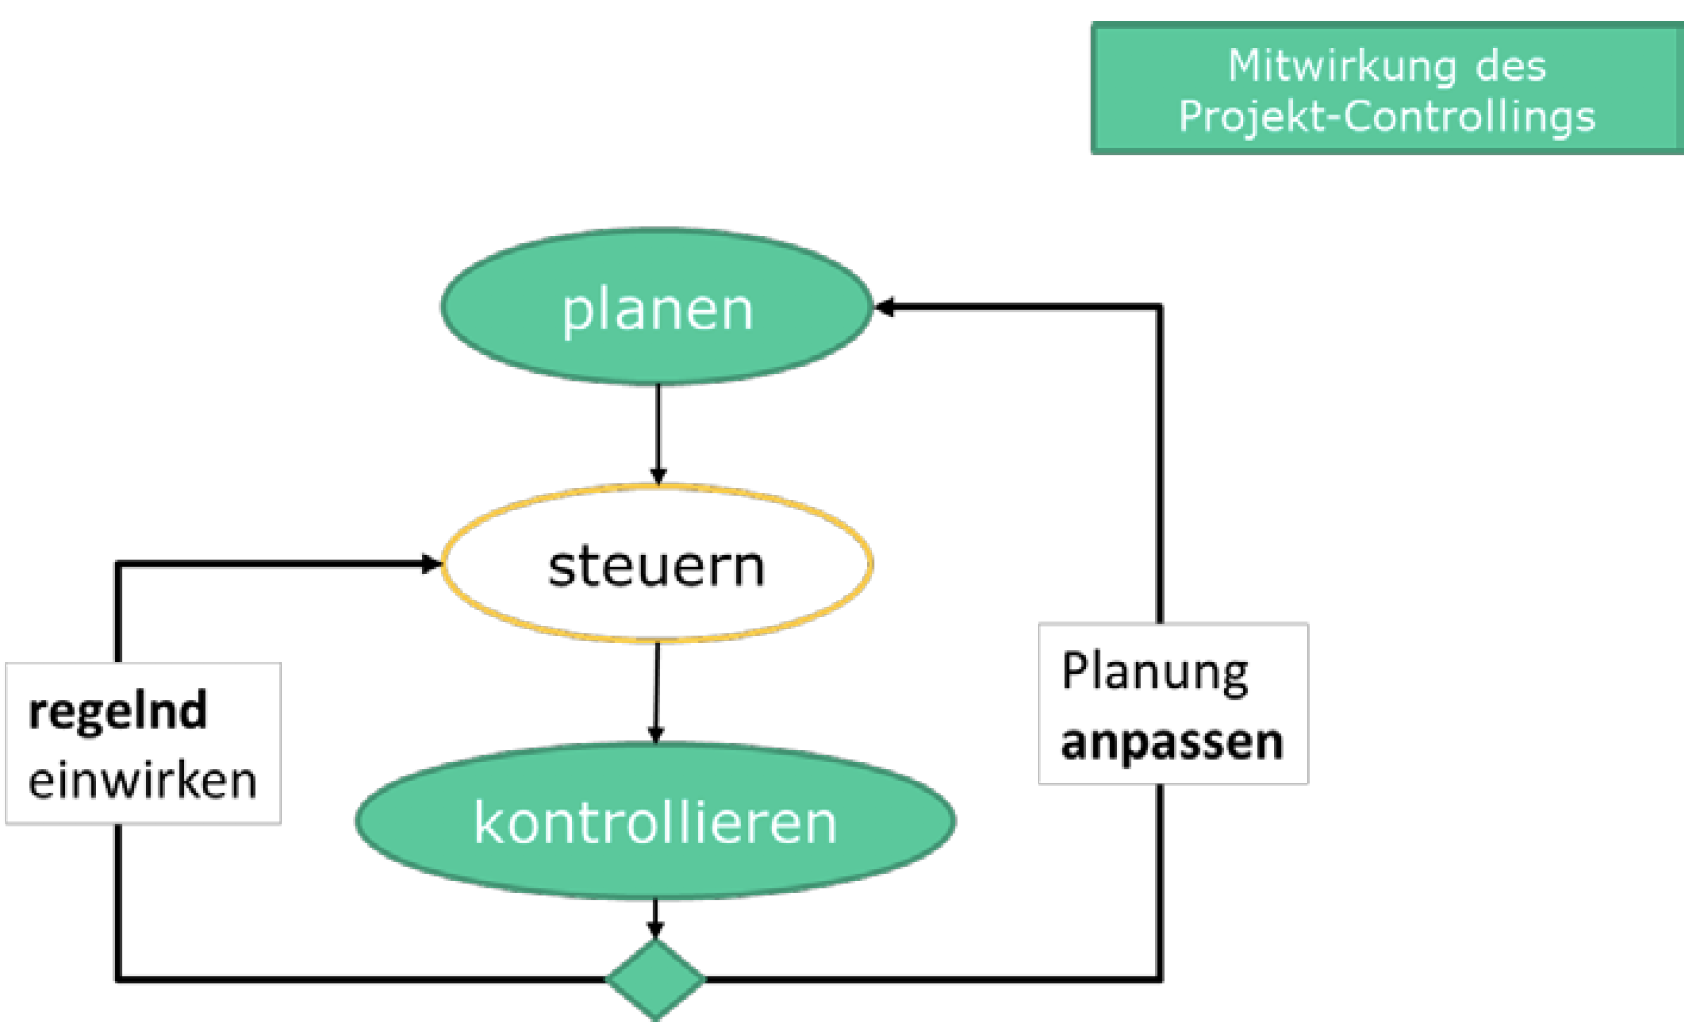 Mitwirkung des
Projekt-Controllings
planen
steuern
regelnd
einwirken
Planung
anpassen
kontrollieren